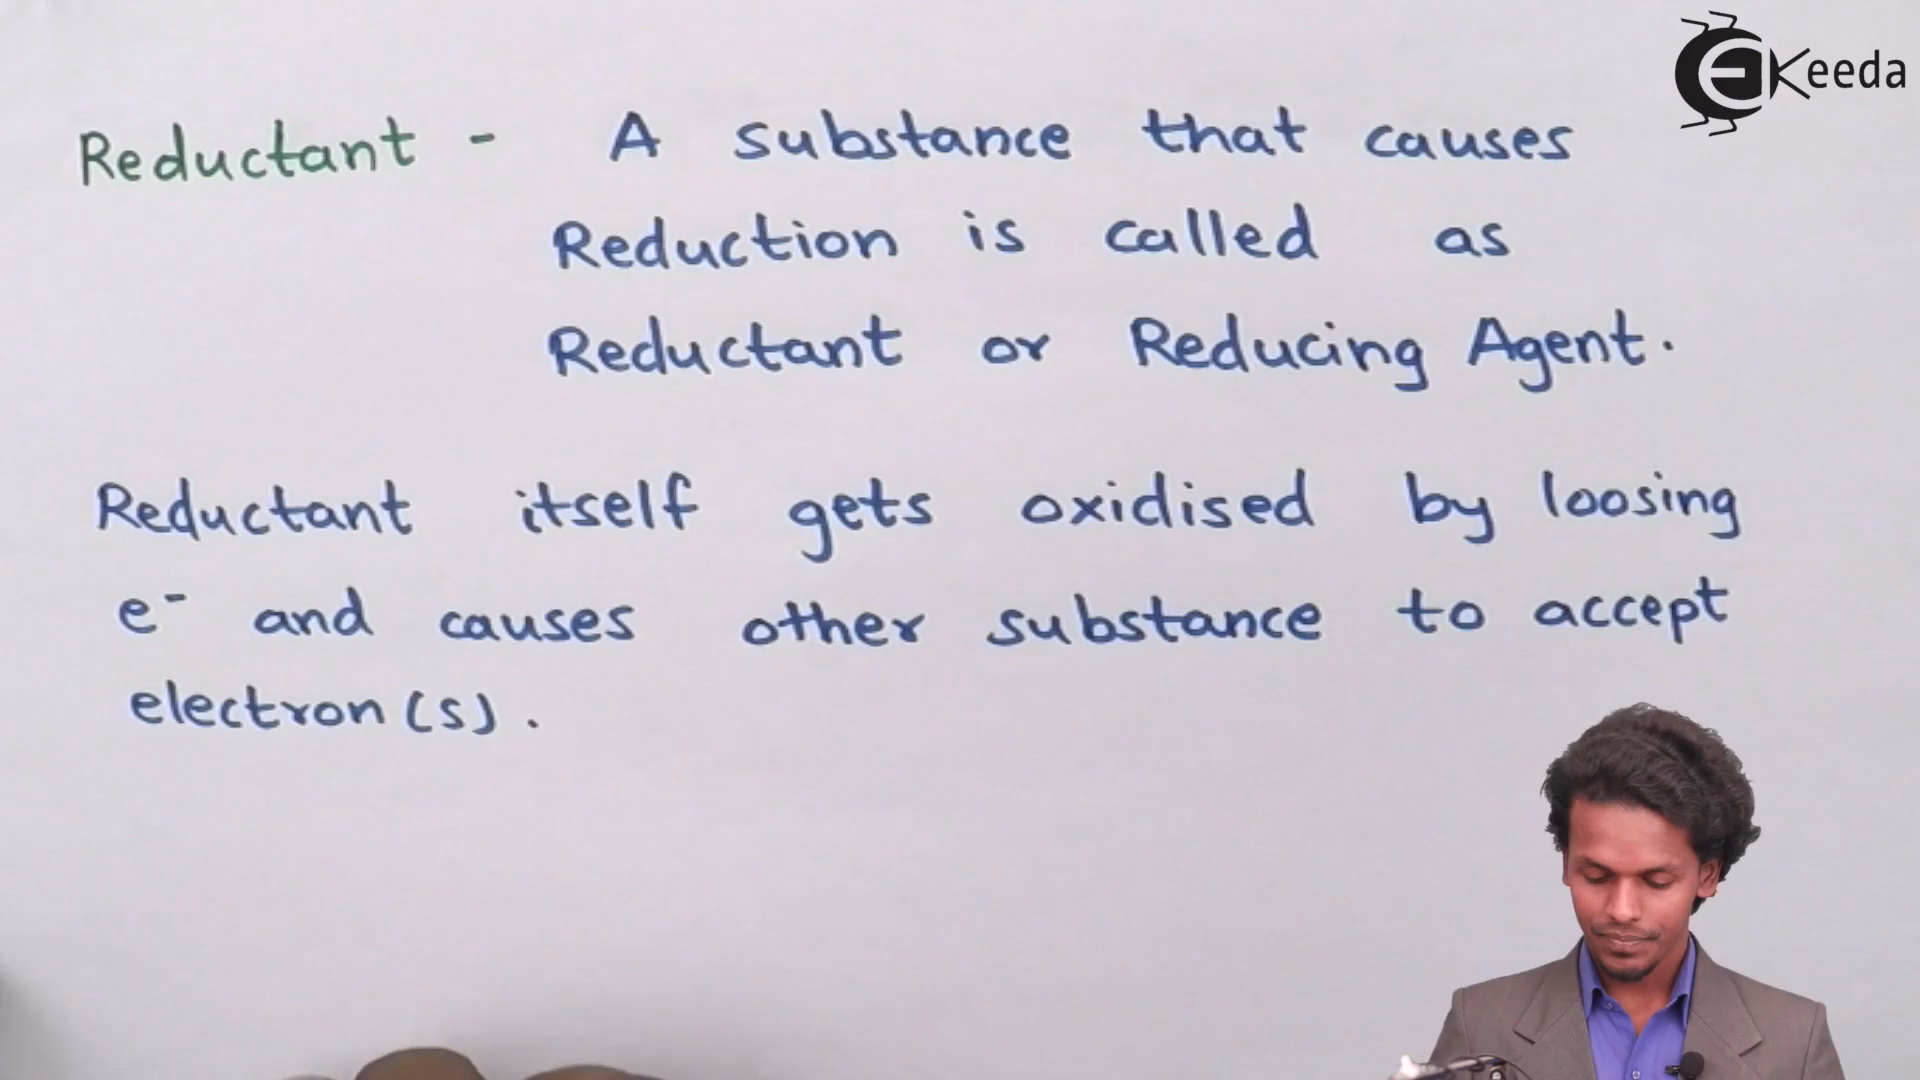 Keeda
Reductant - A substance that causes
Reduction is called as
Reductant or Reducing Agent.
Reductant itself gets oxidised by loosing
e⁻ and causes other substance to accept
electron(s).